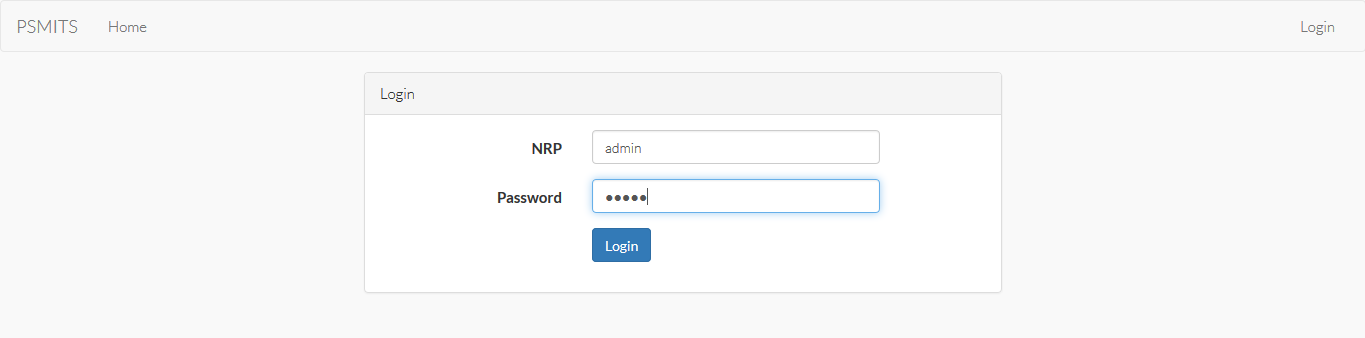 PSMITS Home Login
Login
NRP admin
Password •••••
Login